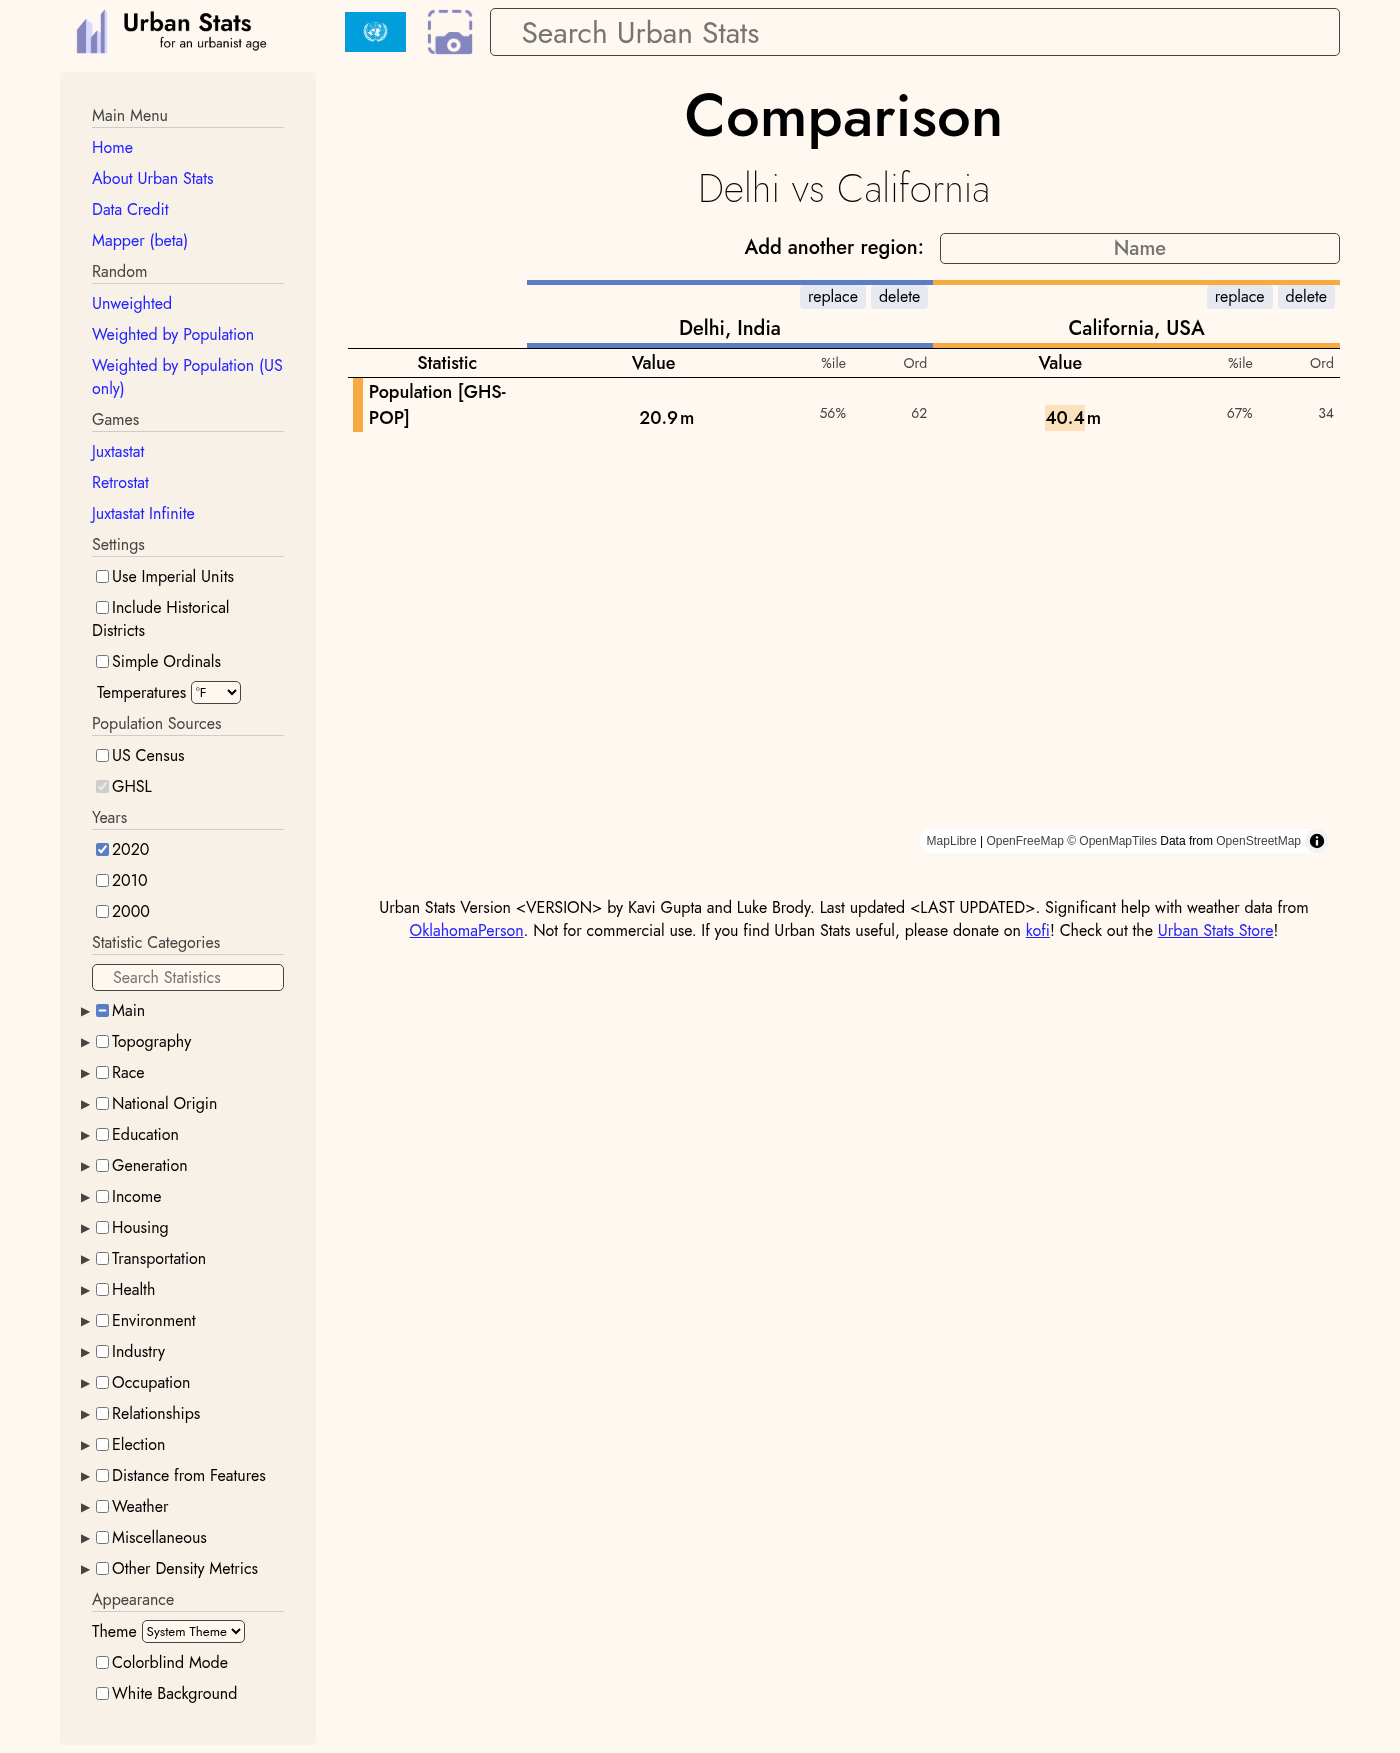 Urban Stats
for an urbanist age
Search Urban Stats
Main Menu
Home
About Urban Stats
Data Credit
Mapper (beta)
Random
Unweighted
Weighted by Population
Weighted by Population (US
only)
Games
Juxtastat
Retrostat
Juxtastat Infinite
Settings
Use Imperial Units
Include Historical
Districts
Simple Ordinals
Temperatures °F
Population Sources
US Census
GHSL
Years
2020
2010
2000
Statistic Categories
Search Statistics
Main
Topography
Race
National Origin
Education
Generation
Income
Housing
Transportation
Health
Environment
Industry
Occupation
Relationships
Election
Distance from Features
Weather
Miscellaneous
Other Density Metrics
Appearance
Theme System Theme
Colorblind Mode
White Background
Comparison
Delhi vs California
Add another region: Name
replace delete replace delete
Delhi, India California, USA
Statistic Value %ile Ord Value %ile Ord
Population [GHS-
POP] 20.9 m 56% 62 40.4 m 67% 34
MapLibre | OpenFreeMap © OpenMapTiles Data from OpenStreetMap
Urban Stats Version <VERSION> by Kavi Gupta and Luke Brody. Last updated <LAST UPDATED>. Significant help with weather data from
OklahomaPerson. Not for commercial use. If you find Urban Stats useful, please donate on kofi! Check out the Urban Stats Store!